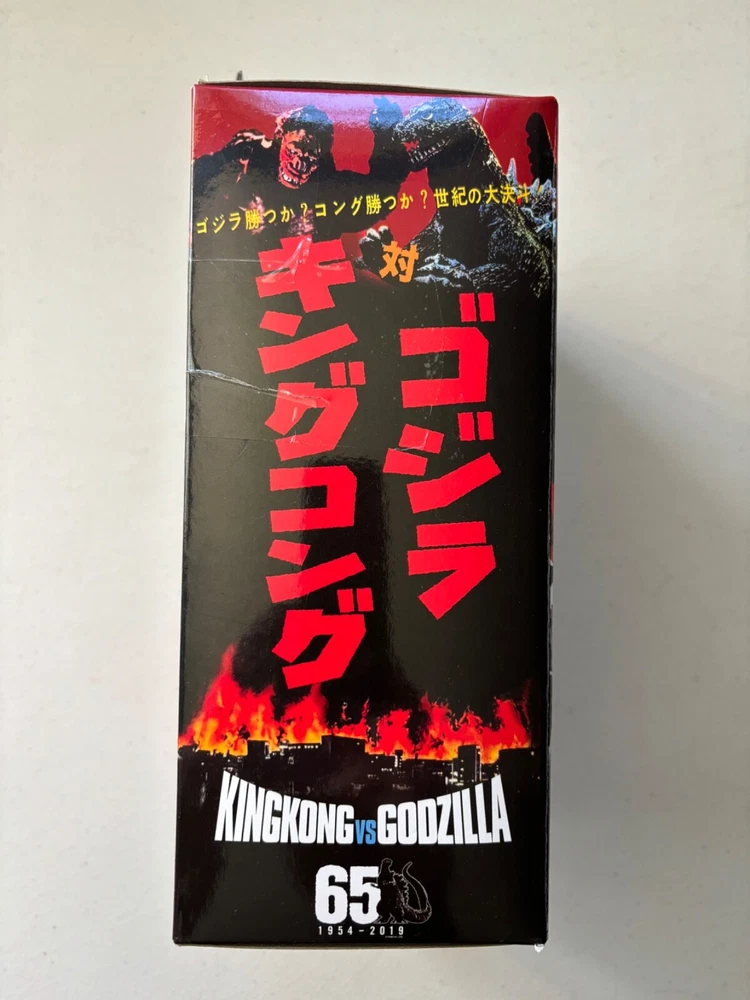 ゴジラ勝つか?コング勝つか?世紀の大決斗!
キングコング
対
ゴジラ
KINGKONG VS GODZILLA
65
1954-2019